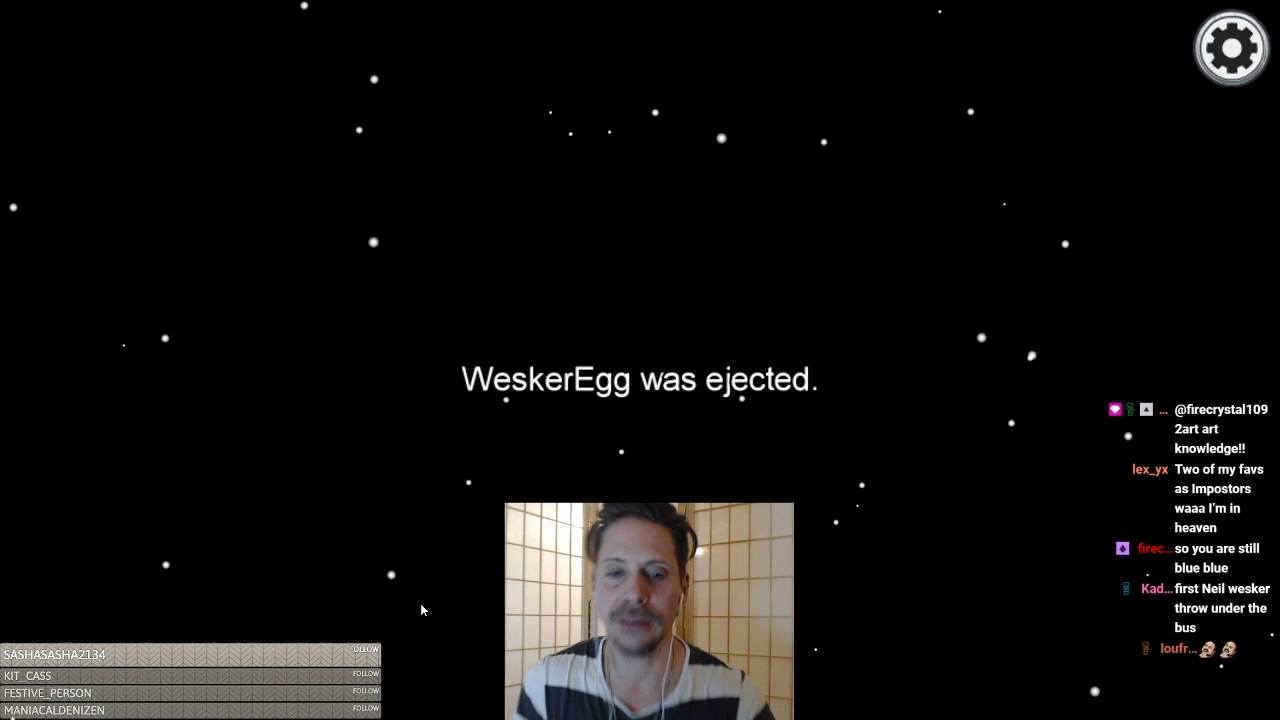 WeskerEgg was ejected.
... @firecrystal109
2art art
knowledge!!
lex_yx Two of my favs
as Impostors
waaa I'm in
heaven
firec... so you are still
blue blue
Kad... first Neil wesker
throw under the
bus
loufr...
SASHASASHA2134 FOLLOW
KIT_CASS FOLLOW
FESTIVE_PERSON FOLLOW
MANIACALDENIZEN FOLLOW